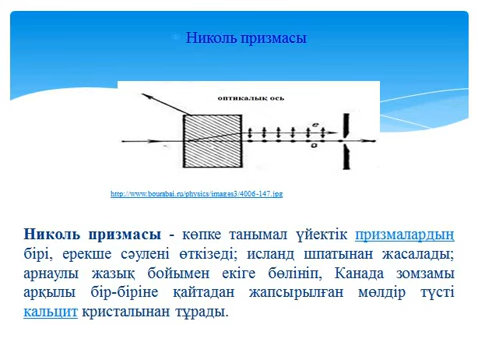 Николь призмасы
оптикалық ось
e
o
http://www.bourabai.ru/physics/images3/4006-147.jpg
Николь призмасы - көпке танымал үйектік призмалардың
бірі, ерекше сәулені өткізеді; исланд шпатынан жасалады;
арнаулы жазық бойымен екіге бөлініп, Канада зомзамы
арқылы бір-біріне қайтадан жапсырылған мөлдір түсті
кальцит кристалынан тұрады.